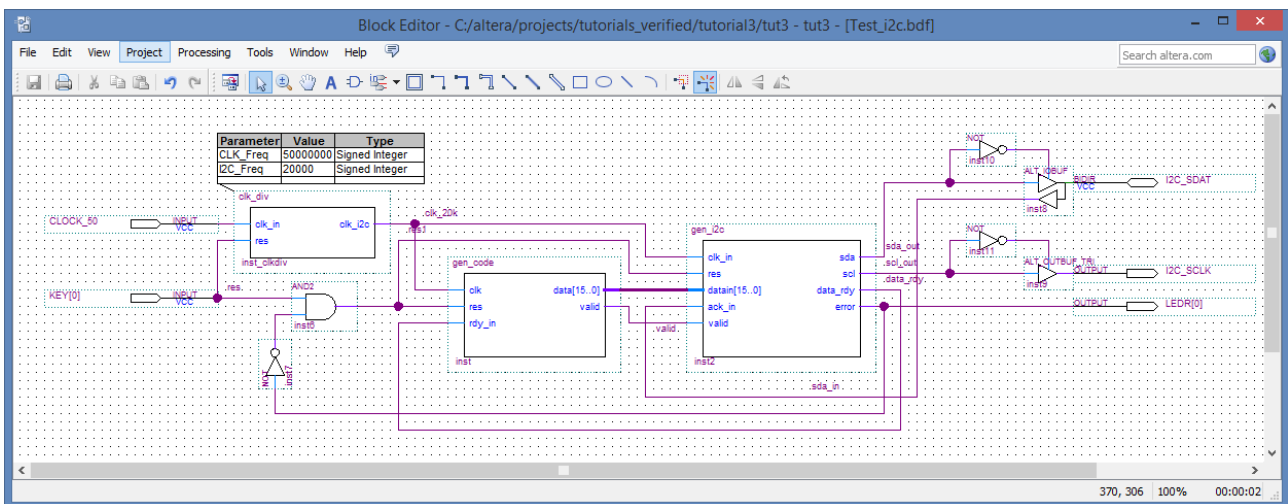 Block Editor - C:/altera/projects/tutorials_verified/tutorial3/tut3 - tut3 - [Test_i2c.bdf]
File Edit View Project Processing Tools Window Help
Search altera.com
Parameter Value Type
CLK_Freq 50000000 Signed Integer
I2C_Freq 20000 Signed Integer
clk_div
clk_in clk_i2c
res
inst_clkdiv
CLOCK_50 INPUT VCC
KEY[0] INPUT VCC
.res.
AND2
inst6
NOT
inst7
.clk_20k
.res1
gen_code
clk data[15..0]
res valid
rdy_in
inst
.valid
gen_i2c
clk_in sda
res scl
datain[15..0] data_rdy
ack_in error
valid
inst2
.sda_in
.sda_out
.scl_out
.data_rdy
NOT
inst10
ALT_IOBUF
inst8
BIDIR VCC I2C_SDAT
NOT
inst11
ALT_OUTBUF_TRI
inst9
OUTPUT I2C_SCLK
OUTPUT LEDR[0]
370, 306 100% 00:00:02